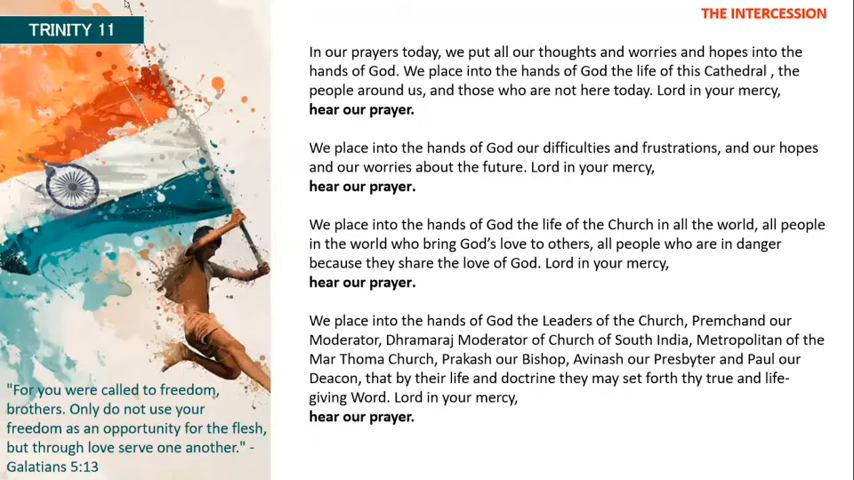 TRINITY 11
THE INTERCESSION
In our prayers today, we put all our thoughts and worries and hopes into the
hands of God. We place into the hands of God the life of this Cathedral , the
people around us, and those who are not here today. Lord in your mercy,
hear our prayer.
We place into the hands of God our difficulties and frustrations, and our hopes
and our worries about the future. Lord in your mercy,
hear our prayer.
We place into the hands of God the life of the Church in all the world, all people
in the world who bring God’s love to others, all people who are in danger
because they share the love of God. Lord in your mercy,
hear our prayer.
We place into the hands of God the Leaders of the Church, Premchand our
Moderator, Dhramaraj Moderator of Church of South India, Metropolitan of the
Mar Thoma Church, Prakash our Bishop, Avinash our Presbyter and Paul our
Deacon, that by their life and doctrine they may set forth thy true and life-
giving Word. Lord in your mercy,
hear our prayer.
"For you were called to freedom,
brothers. Only do not use your
freedom as an opportunity for the flesh,
but through love serve one another." -
Galatians 5:13